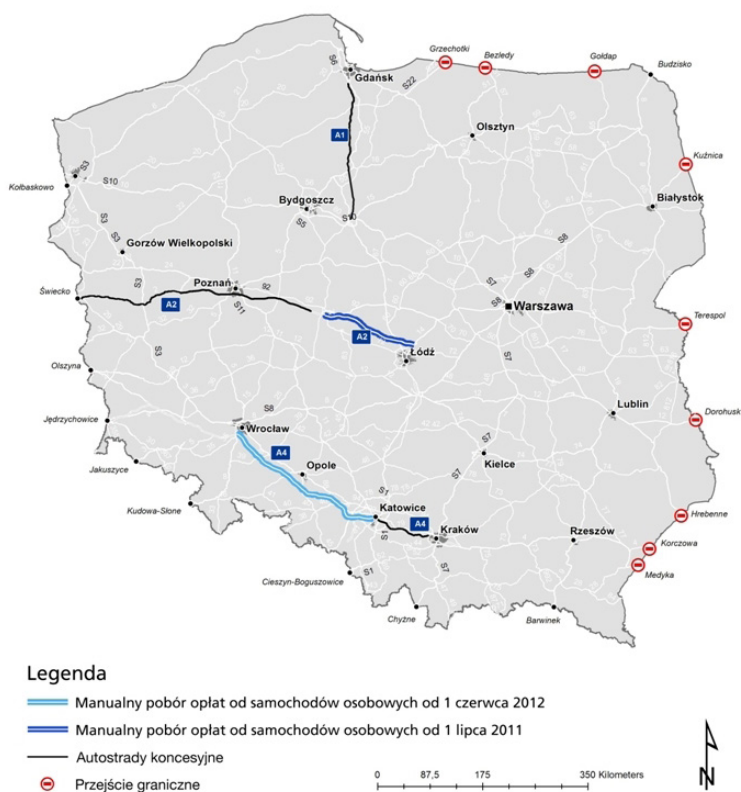 Grzechotki
Bezledy
Gołdap
Budzisko
S6
Gdańsk
S22
A1
Olsztyn
Kuźnica
S3
S10
Kołbaskowo
Bydgoszcz
S10
S5
Białystok
S3
S3
Gorzów Wielkopolski
S8
S7
S8
Poznań
92
S3
Świecko
A2
S11
S8
Warszawa
Terespol
A2
Łódź
S3
S7
Olszyna
Lublin
Dorohusk
Jędrzychowice
S8
Wrocław
A4
S7
Jakuszyce
Opole
Kielce
S7
Kudowa-Słone
S1
Katowice
A4
Hrebenne
S1
Kraków
Rzeszów
Korczowa
Medyka
Cieszyn-Boguszowice
S1
S7
Chyżne
Barwinek
Legenda
Manualny pobór opłat od samochodów osobowych od 1 czerwca 2012
Manualny pobór opłat od samochodów osobowych od 1 lipca 2011
Autostrady koncesyjne
Przejście graniczne
0 87,5 175 350 Kilometers
N